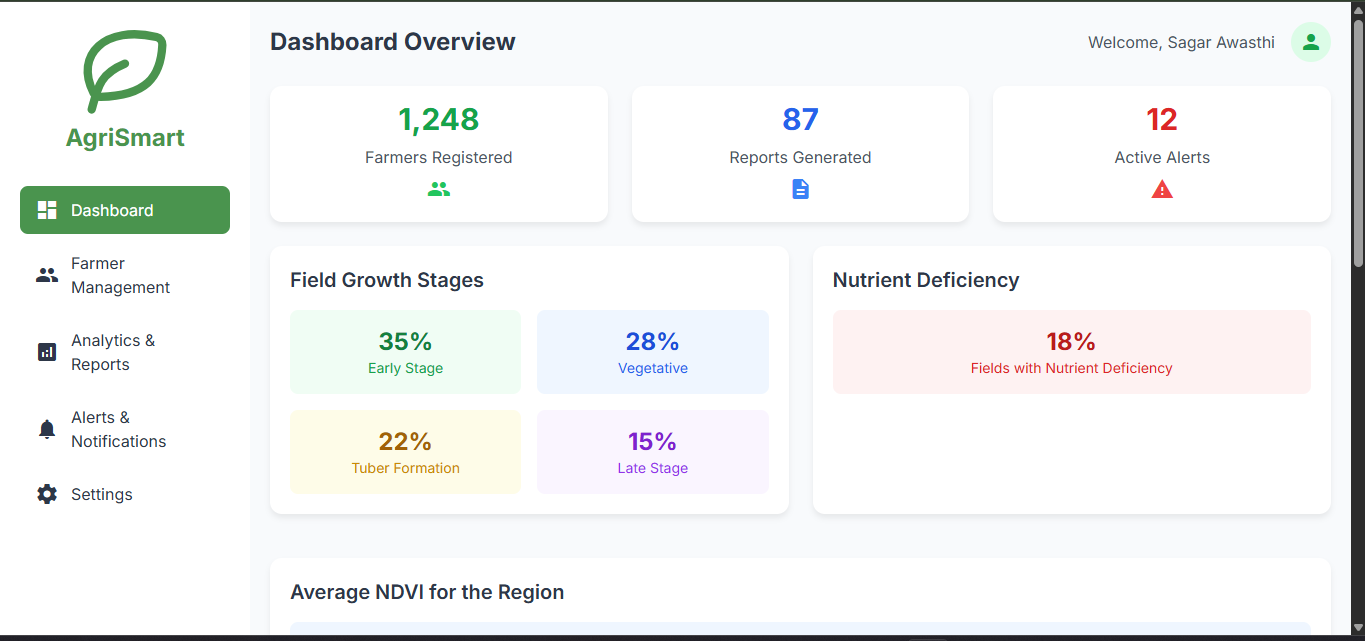 AgriSmart
Dashboard
Farmer
Management
Analytics &
Reports
Alerts &
Notifications
Settings
Dashboard Overview
Welcome, Sagar Awasthi
1,248
Farmers Registered
87
Reports Generated
12
Active Alerts
Field Growth Stages
35%
Early Stage
28%
Vegetative
22%
Tuber Formation
15%
Late Stage
Nutrient Deficiency
18%
Fields with Nutrient Deficiency
Average NDVI for the Region